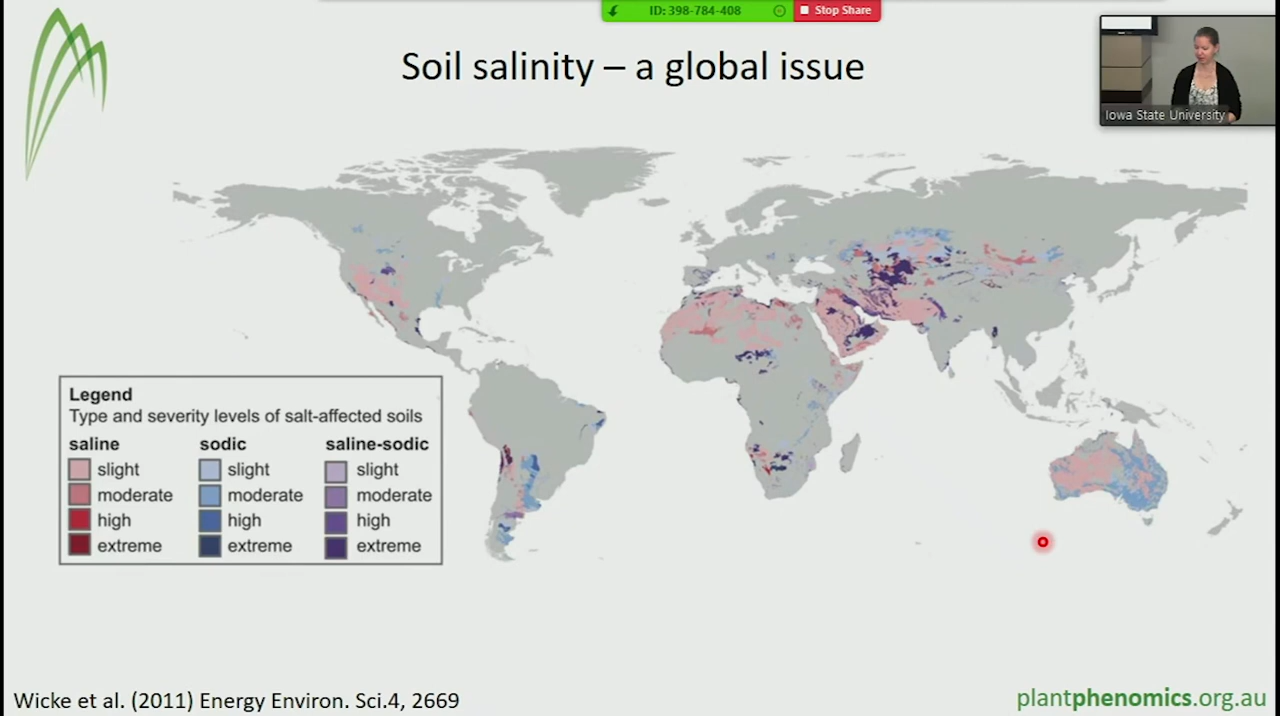 ID: 398-784-408
Stop Share
Soil salinity – a global issue
Iowa State University
Legend
Type and severity levels of salt-affected soils
saline sodic saline-sodic
slight slight slight
moderate moderate moderate
high high high
extreme extreme extreme
Wicke et al. (2011) Energy Environ. Sci.4, 2669
plantphenomics.org.au